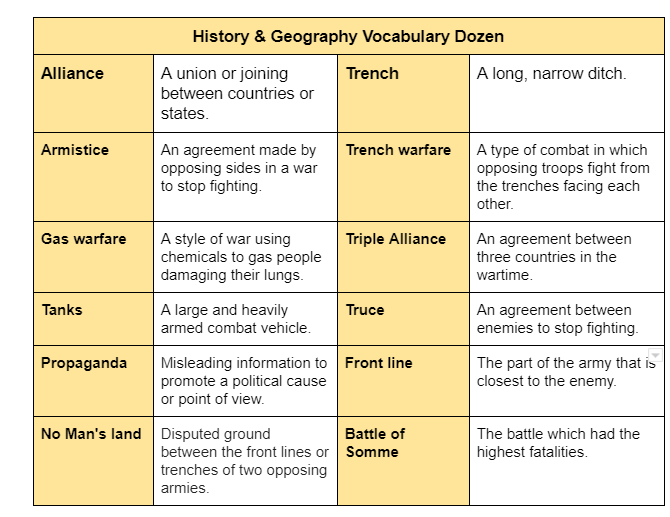 History & Geography Vocabulary Dozen
Alliance
A union or joining
between countries or
states.
Trench
A long, narrow ditch.
Armistice
An agreement made by
opposing sides in a war
to stop fighting.
Trench warfare
A type of combat in which
opposing troops fight from
the trenches facing each
other.
Gas warfare
A style of war using
chemicals to gas people
damaging their lungs.
Triple Alliance
An agreement between
three countries in the
wartime.
Tanks
A large and heavily
armed combat vehicle.
Truce
An agreement between
enemies to stop fighting.
Propaganda
Misleading information to
promote a political cause
or point of view.
Front line
The part of the army that is
closest to the enemy.
No Man's land
Disputed ground
between the front lines or
trenches of two opposing
armies.
Battle of
Somme
The battle which had the
highest fatalities.